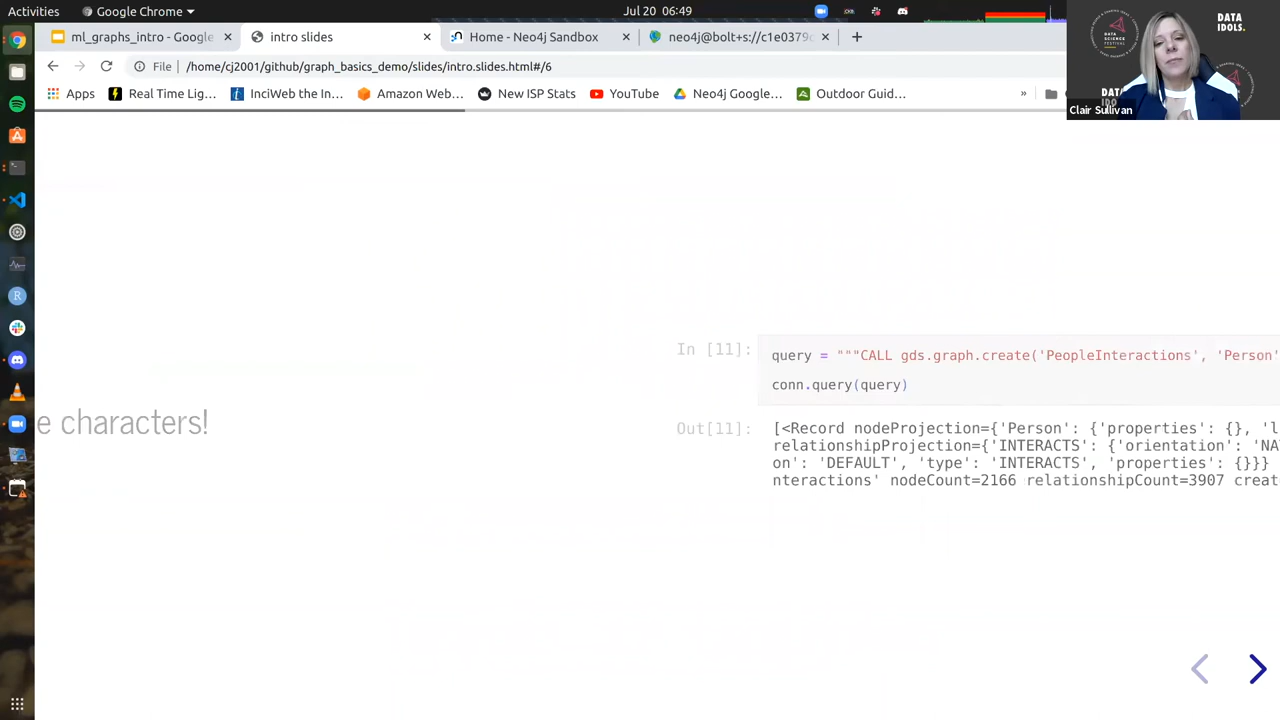 Activities
Google Chrome
Jul 20 06:49
ml_graphs_intro - Google
intro slides
Home - Neo4j Sandbox
neo4j@bolt+s://c1e0379c
File
/home/cj2001/github/graph_basics_demo/slides/intro.slides.html#/6
Apps
Real Time Lig…
InciWeb the In…
Amazon Web…
New ISP Stats
YouTube
Neo4j Google…
Outdoor Guid…
»
DATA SCIENCE FESTIVAL
DATA IDOLS.
Clair Sullivan
e characters!
In [11]:
query = """CALL gds.graph.create('PeopleInteractions', 'Person'
conn.query(query)
Out[11]:
[<Record nodeProjection={'Person': {'properties': {}, 'l
relationshipProjection={'INTERACTS': {'orientation': 'NA
on': 'DEFAULT', 'type': 'INTERACTS', 'properties': {}}}
nteractions' nodeCount=2166 relationshipCount=3907 creat